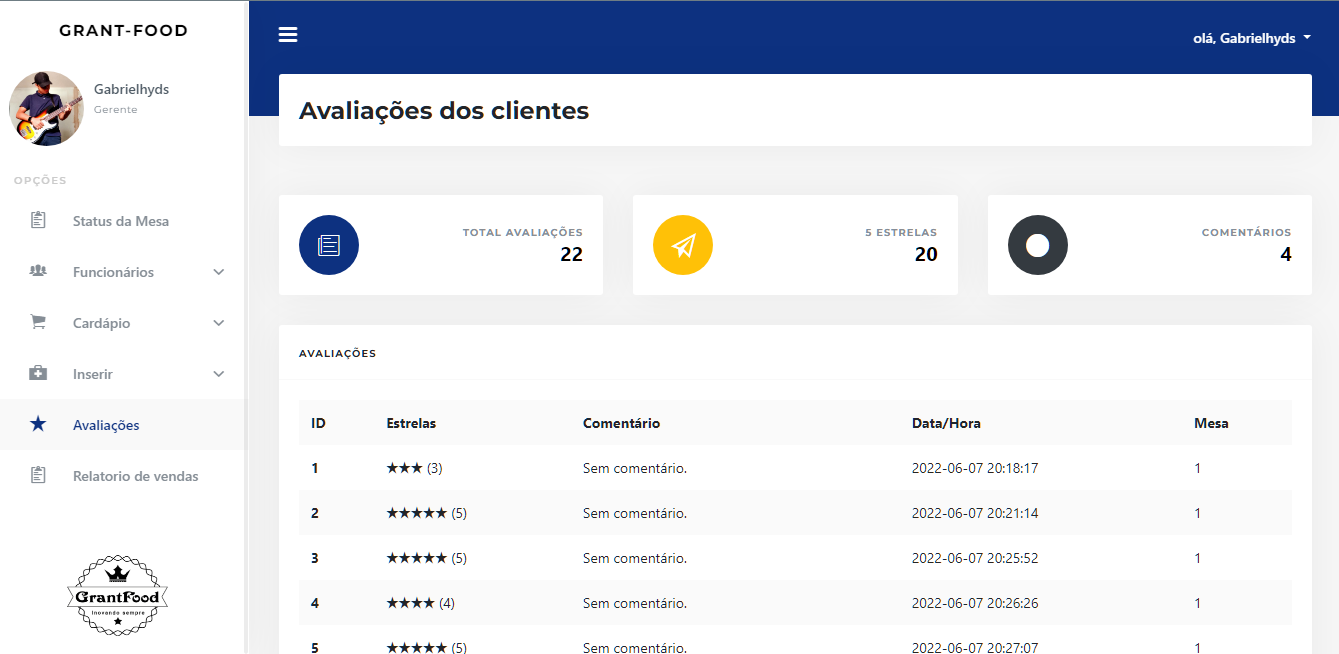 GRANT-FOOD
olá, Gabrielhyds
Gabrielhyds
Gerente
OPÇÕES
Status da Mesa
Funcionários
Cardápio
Inserir
Avaliações
Relatorio de vendas
GrantFood
Inovando sempre
Avaliações dos clientes
TOTAL AVALIAÇÕES
22
5 ESTRELAS
20
COMENTÁRIOS
4
AVALIAÇÕES
ID Estrelas Comentário Data/Hora Mesa
1 ★★★ (3) Sem comentário. 2022-06-07 20:18:17 1
2 ★★★★★ (5) Sem comentário. 2022-06-07 20:21:14 1
3 ★★★★★ (5) Sem comentário. 2022-06-07 20:25:52 1
4 ★★★★ (4) Sem comentário. 2022-06-07 20:26:26 1
5 ★★★★★ (5) Sem comentário. 2022-06-07 20:27:07 1